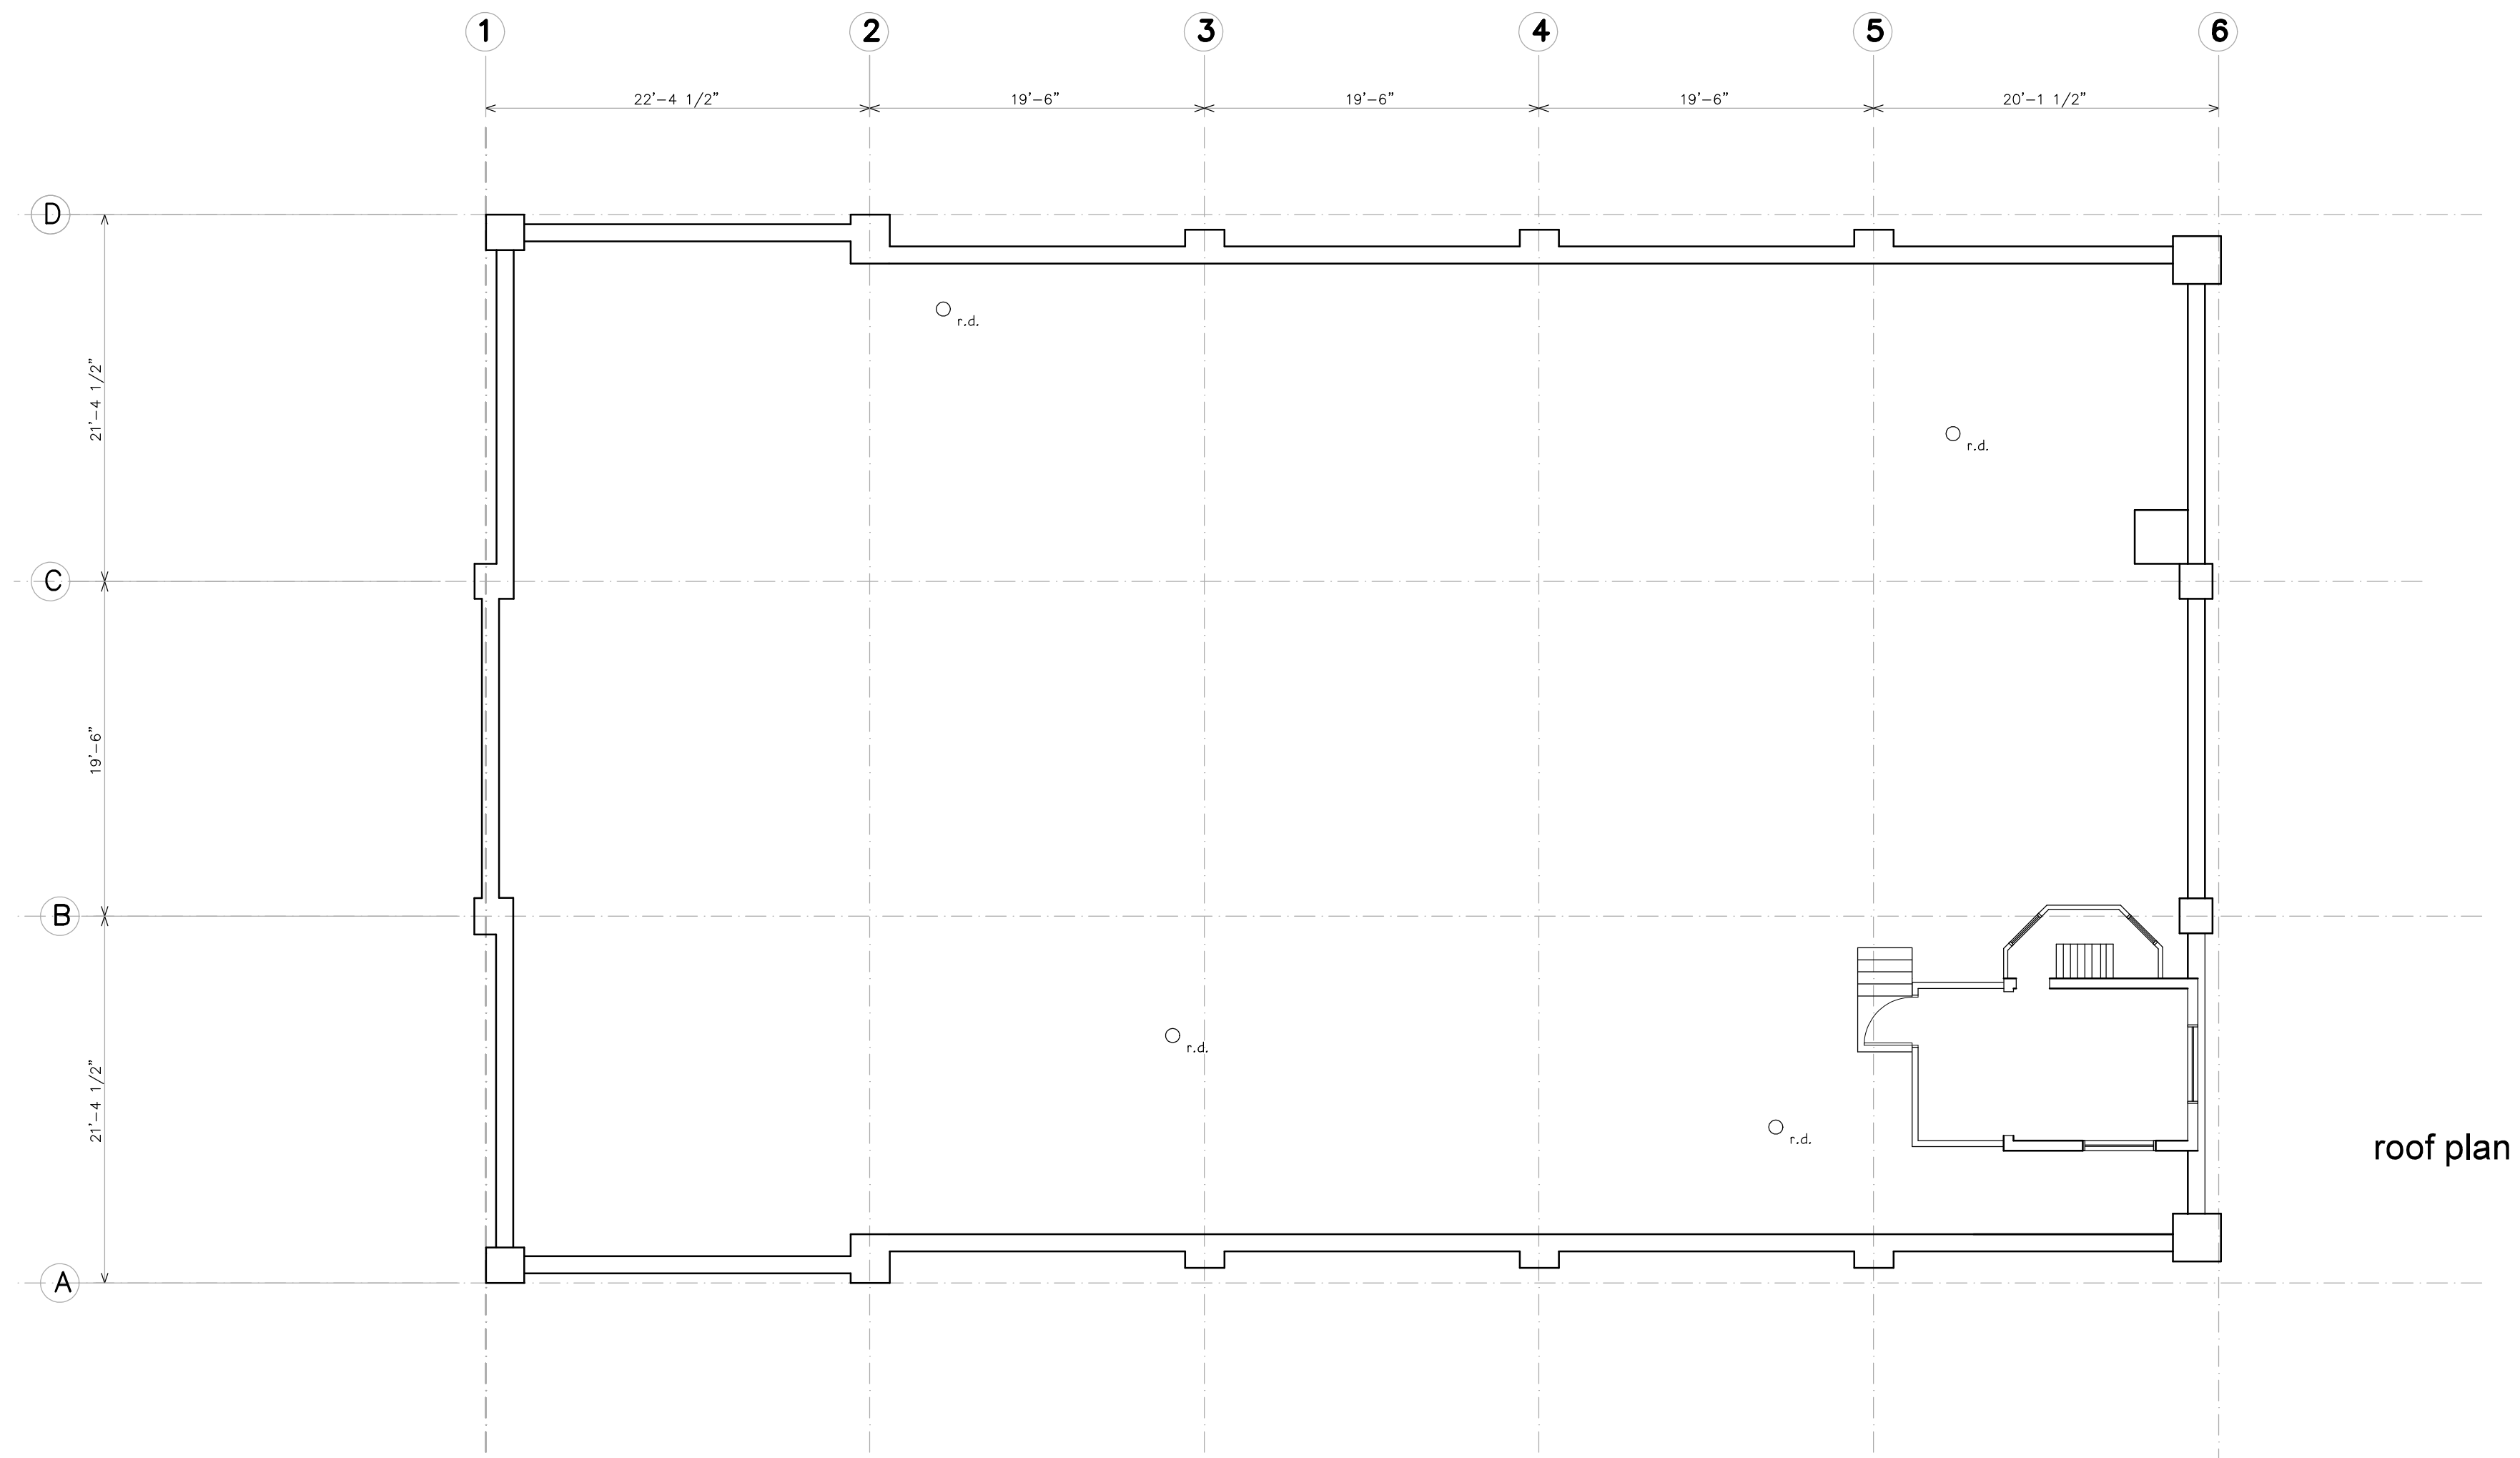 1 2 3 4 5 6
22'-4 1/2" 19'-6" 19'-6" 19'-6" 20'-1 1/2"
D
r.d.
21'-4 1/2"
r.d.
C
19'-6"
B
r.d.
21'-4 1/2"
r.d.
roof plan
A